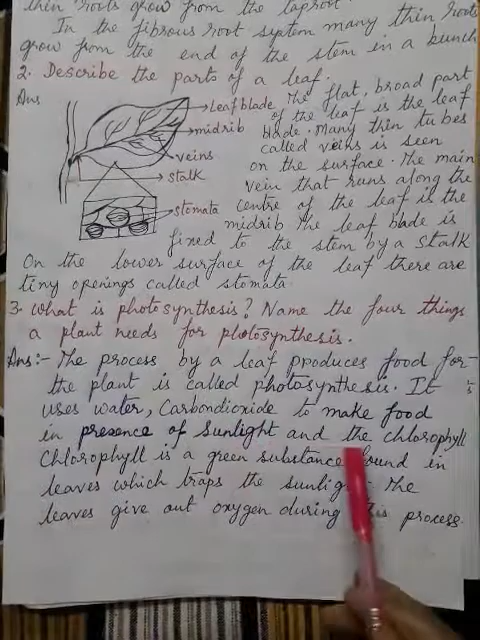 thin roots grow from the taproot.
In the fibrous root system many thin roots
grow from the end of the stem in a bunch
2. Describe the parts of a leaf.
Ans
Leaf blade
midrib
veins
stalk
stomata
The flat, broad part
of the leaf is the leaf
blade. Many thin tubes
called veins is seen
on the surface. The main
vein that runs along the
centre of the leaf is the
midrib The leaf blade is
fixed to the stem by a stalk
On the lower surface of the leaf there are
tiny openings called stomata.
3. What is photosynthesis? Name the four things
a plant needs for photosynthesis.
Ans:- The process by a leaf produces food for
the plant is called photosynthesis. It
uses water, Carbondioxide to make food
in presence of Sunlight and the chlorophyll
Chlorophyll is a green substance found in
leaves which traps the sunlight. The
leaves give out oxygen during this process.